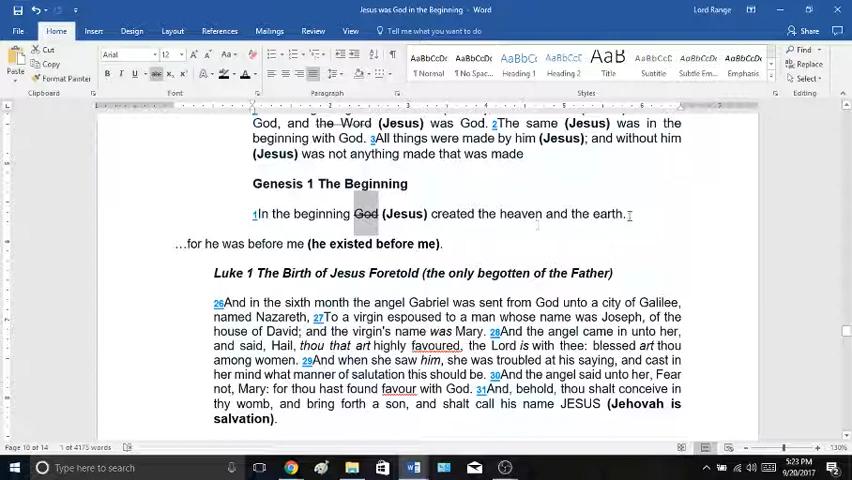 Jesus was God in the Beginning - Word
Lord Range
File Home Insert Design Layout References Mailings Review View Tell me what you want to do...
Share
Paste
Cut
Copy
Format Painter
Arial 12 Aa
B I U abc x₂ x² A
AaBbCcDc AaBbCcDc AaBbCc AaBbCcC AaB AaBbCcC AaBbCcDc AaBbCcDc
¶ Normal ¶ No Spac... Heading 1 Heading 2 Title Subtitle Subtle Em... Emphasis
Find
Replace
Select
Clipboard Font Paragraph Styles Editing
God, and the Word (Jesus) was God. 2The same (Jesus) was in the
beginning with God. 3All things were made by him (Jesus); and without him
(Jesus) was not anything made that was made
Genesis 1 The Beginning
1In the beginning God (Jesus) created the heaven and the earth.
…for he was before me (he existed before me).
Luke 1 The Birth of Jesus Foretold (the only begotten of the Father)
26And in the sixth month the angel Gabriel was sent from God unto a city of Galilee,
named Nazareth, 27To a virgin espoused to a man whose name was Joseph, of the
house of David; and the virgin's name was Mary. 28And the angel came in unto her,
and said, Hail, thou that art highly favoured, the Lord is with thee: blessed art thou
among women. 29And when she saw him, she was troubled at his saying, and cast in
her mind what manner of salutation this should be. 30And the angel said unto her, Fear
not, Mary: for thou hast found favour with God. 31And, behold, thou shalt conceive in
thy womb, and bring forth a son, and shalt call his name JESUS (Jehovah is
salvation).
Page 10 of 14 1 of 4175 words
130%
Type here to search
5:23 PM
9/20/2017